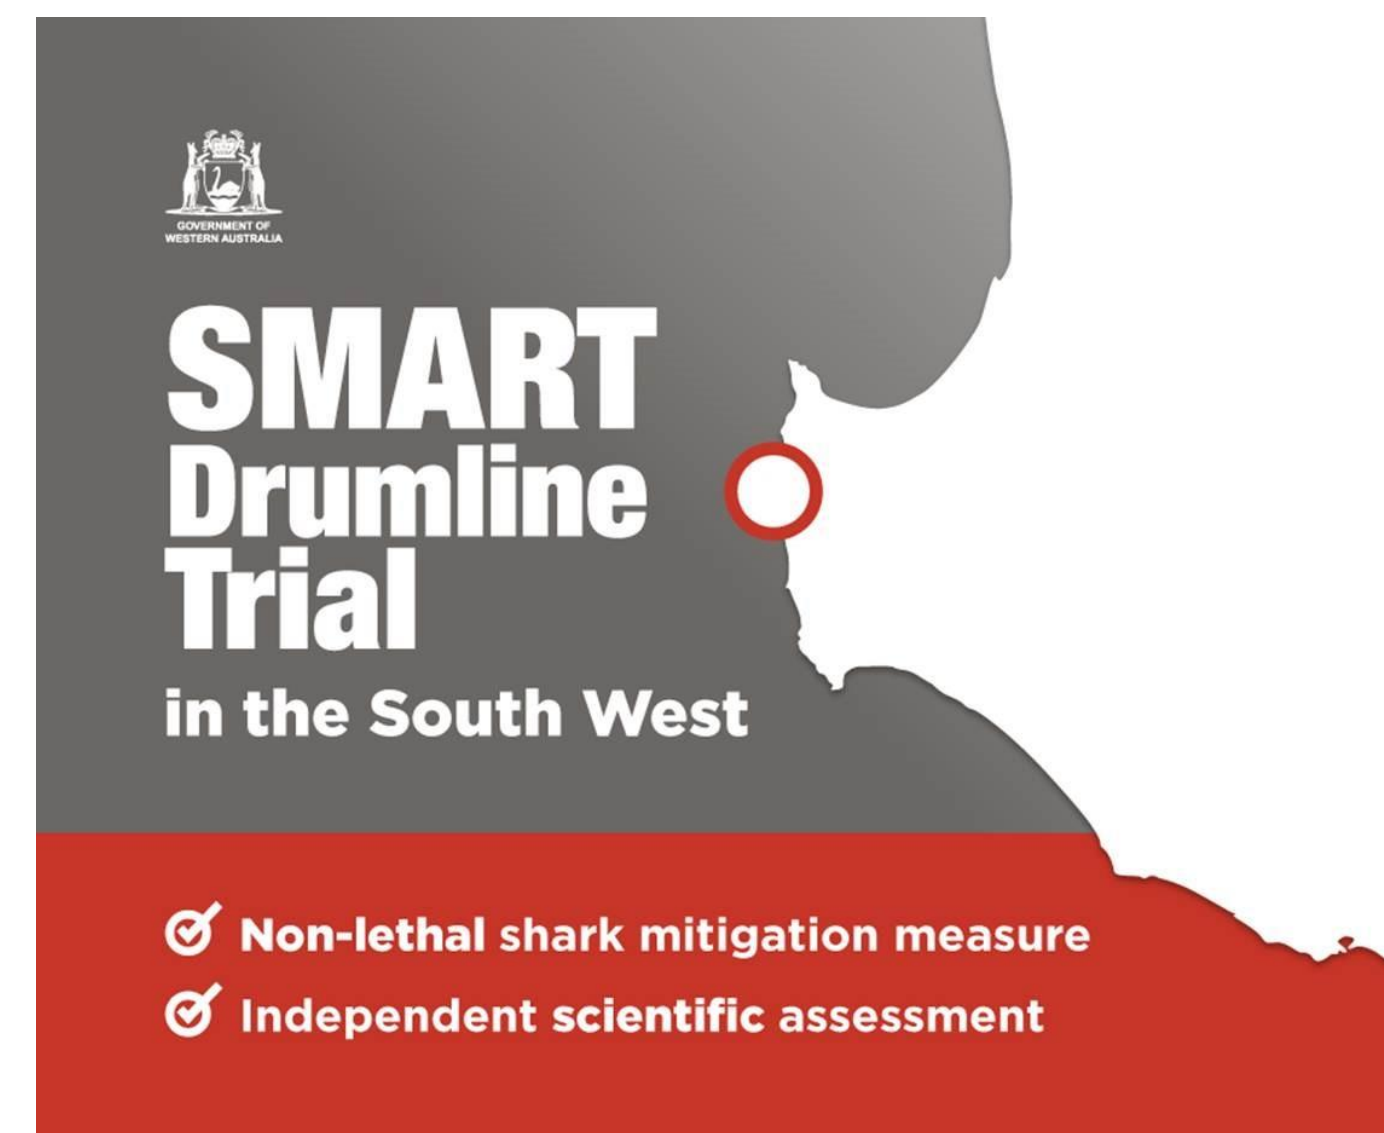 GOVERNMENT OF
WESTERN AUSTRALIA
SMART
Drumline
Trial
in the South West
Non-lethal shark mitigation measure
Independent scientific assessment